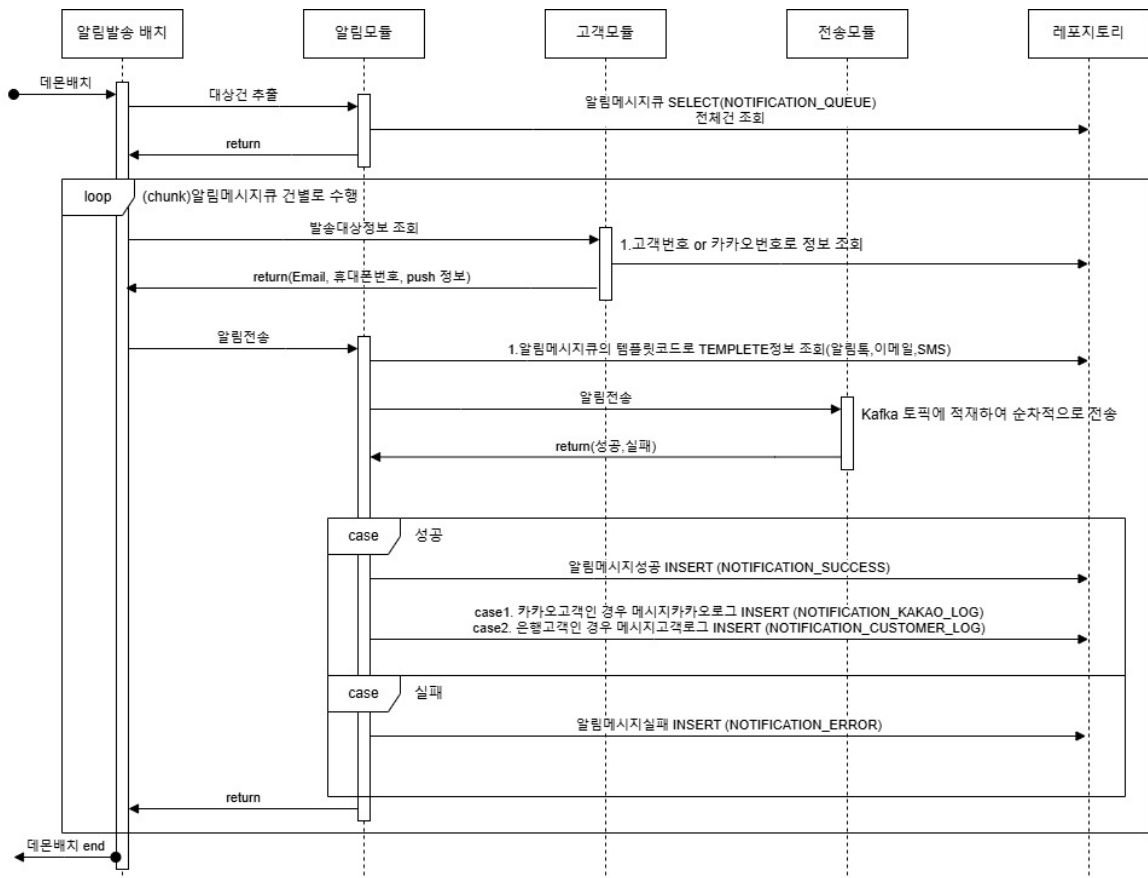 알림발송 배치
알림모듈
고객모듈
전송모듈
레포지토리
데몬배치
대상건 추출
알림메시지큐 SELECT(NOTIFICATION_QUEUE)
전체건 조회
return
loop
(chunk)알림메시지큐 건별로 수행
발송대상정보 조회
1.고객번호 or 카카오번호로 정보 조회
return(Email, 휴대폰번호, push 정보)
알림전송
1.알림메시지큐의 템플릿코드로 TEMPLETE정보 조회(알림톡,이메일,SMS)
알림전송
Kafka 토픽에 적재하여 순차적으로 전송
return(성공,실패)
case
성공
알림메시지성공 INSERT (NOTIFICATION_SUCCESS)
case1. 카카오고객인 경우 메시지카카오로그 INSERT (NOTIFICATION_KAKAO_LOG)
case2. 은행고객인 경우 메시지고객로그 INSERT (NOTIFICATION_CUSTOMER_LOG)
case
실패
알림메시지실패 INSERT (NOTIFICATION_ERROR)
return
데몬배치 end